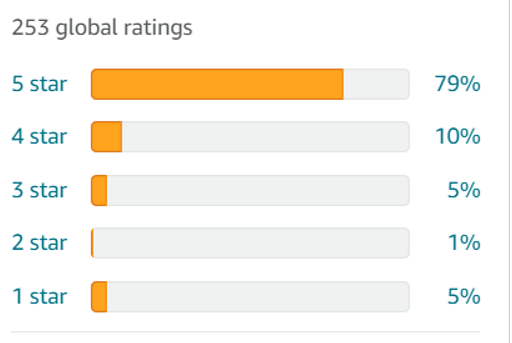 253 global ratings
5 star 79%
4 star 10%
3 star 5%
2 star 1%
1 star 5%